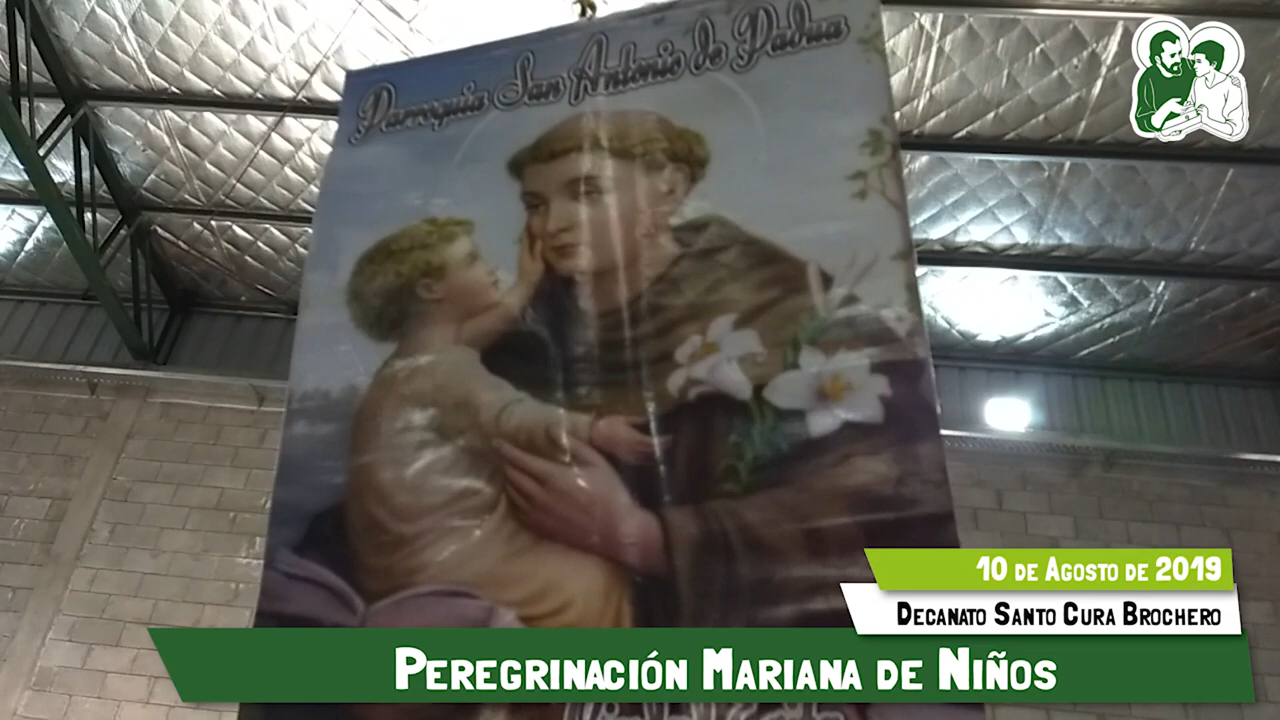 Parroquia San Antonio de Padua
10 de Agosto de 2019
Decanato Santo Cura Brochero
Peregrinación Mariana de Niños